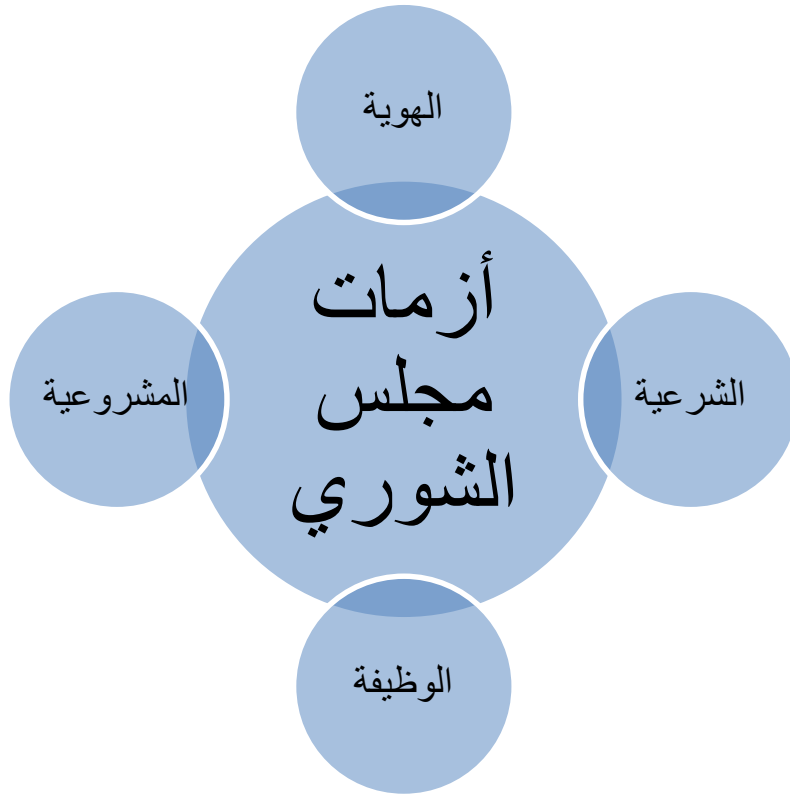 الهوية
أزمات
مجلس
الشوري
الشرعية
المشروعية
الوظيفة